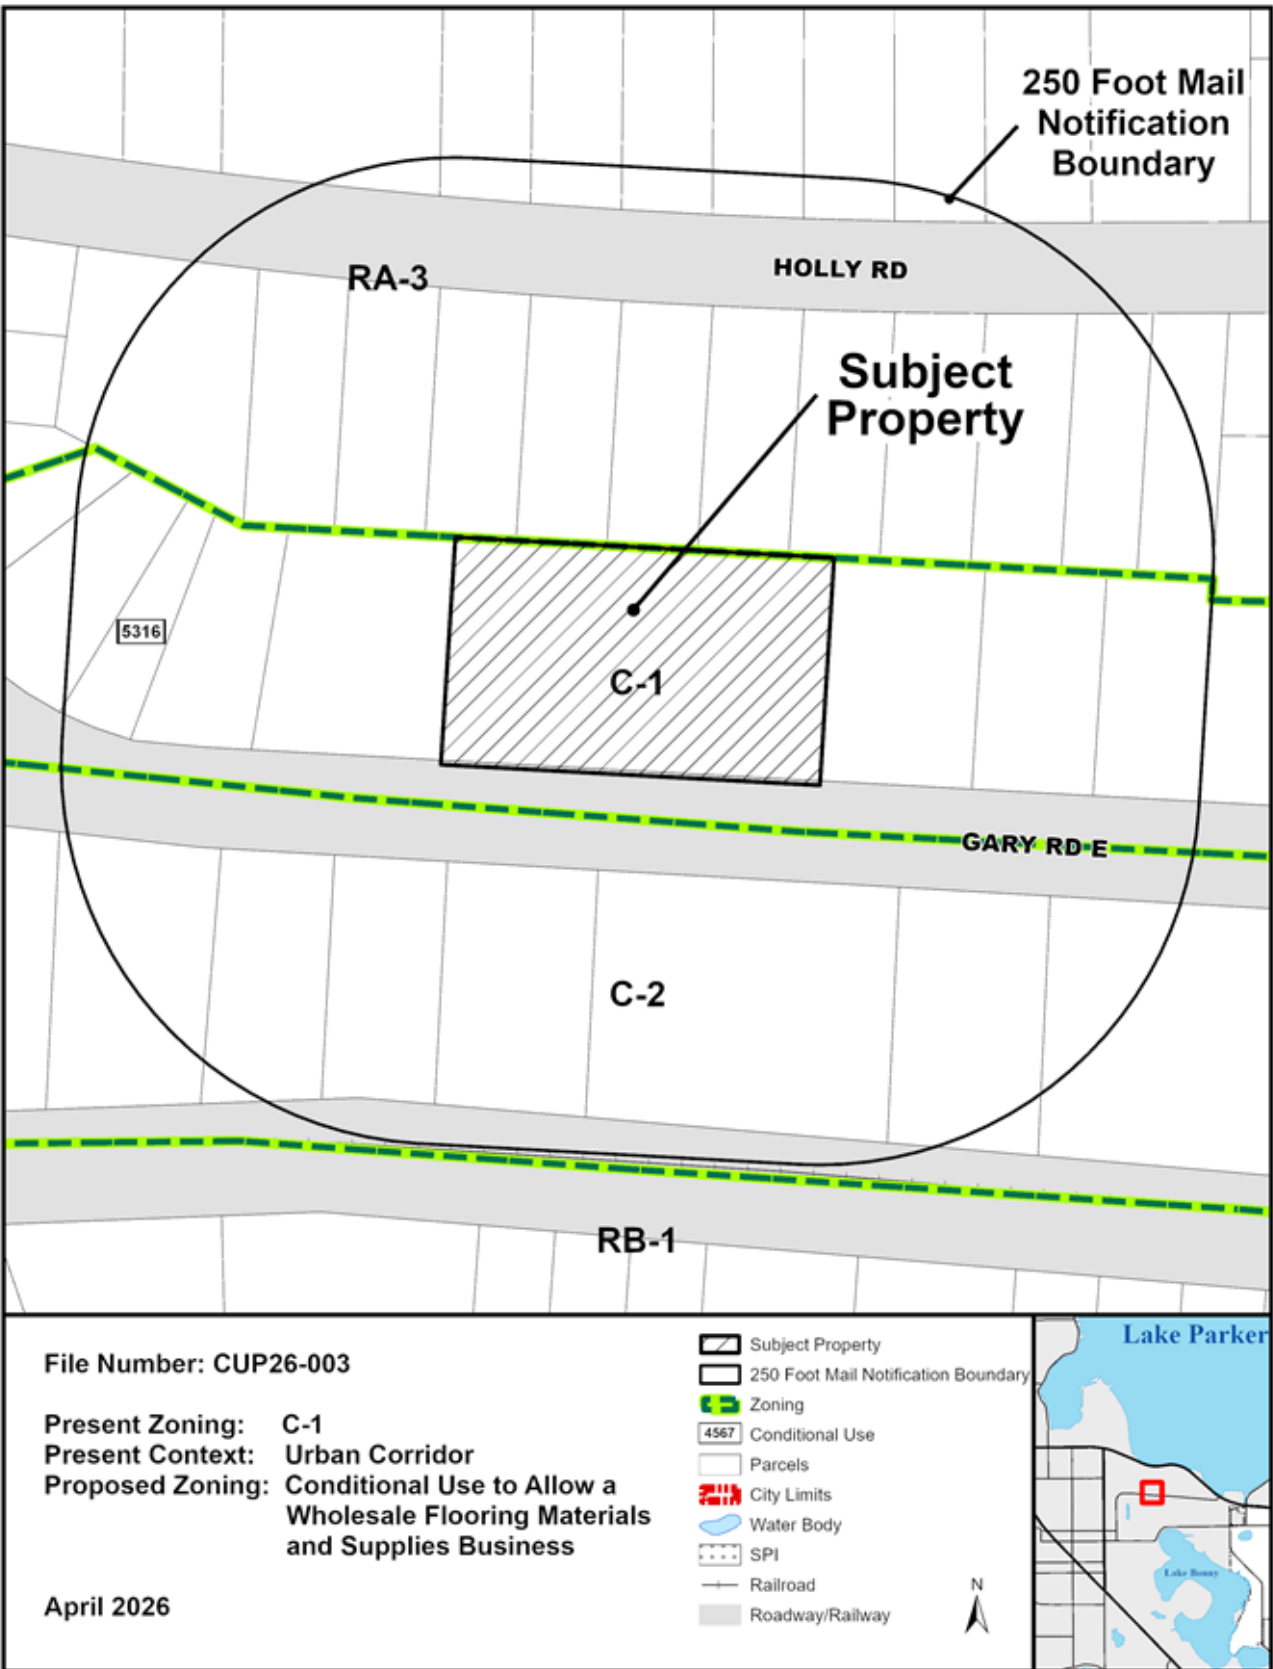 250 Foot Mail
Notification
Boundary
HOLLY RD
RA-3
Subject
Property
5316
C-1
GARY RD E
C-2
RB-1
File Number: CUP26-003
Present Zoning: C-1
Present Context: Urban Corridor
Proposed Zoning: Conditional Use to Allow a
Wholesale Flooring Materials
and Supplies Business
April 2026
Subject Property
250 Foot Mail Notification Boundary
Zoning
4567 Conditional Use
Parcels
City Limits
Water Body
SPI
Railroad
Roadway/Railway
N
Lake Parker
Lake Bonny